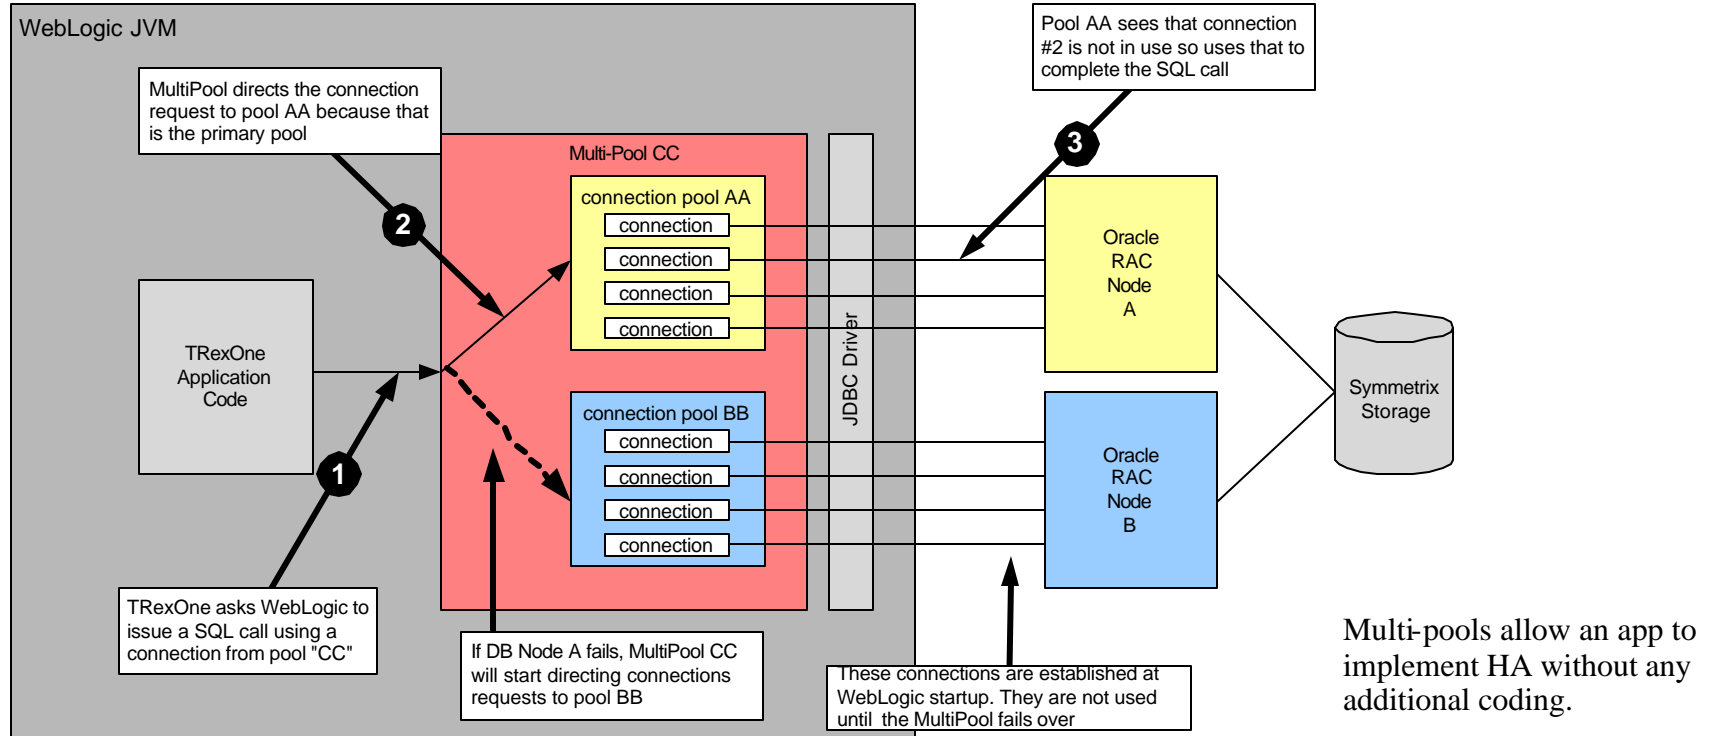 WebLogic JVM
MultiPool directs the connection
request to pool AA because that
is the primary pool
Pool AA sees that connection
#2 is not in use so uses that to
complete the SQL call
Multi-Pool CC
3
connection pool AA
connection
connection
connection
connection
2
Oracle
RAC
Node
A
TRexOne
Application
Code
JDBC Driver
Symmetrix
Storage
connection pool BB
connection
connection
connection
connection
Oracle
RAC
Node
B
1
TRexOne asks WebLogic to
issue a SQL call using a
connection from pool "CC"
If DB Node A fails, MultiPool CC
will start directing connections
requests to pool BB
These connections are established at
WebLogic startup. They are not used
until the MultiPool fails over
Multi-pools allow an app to
implement HA without any
additional coding.